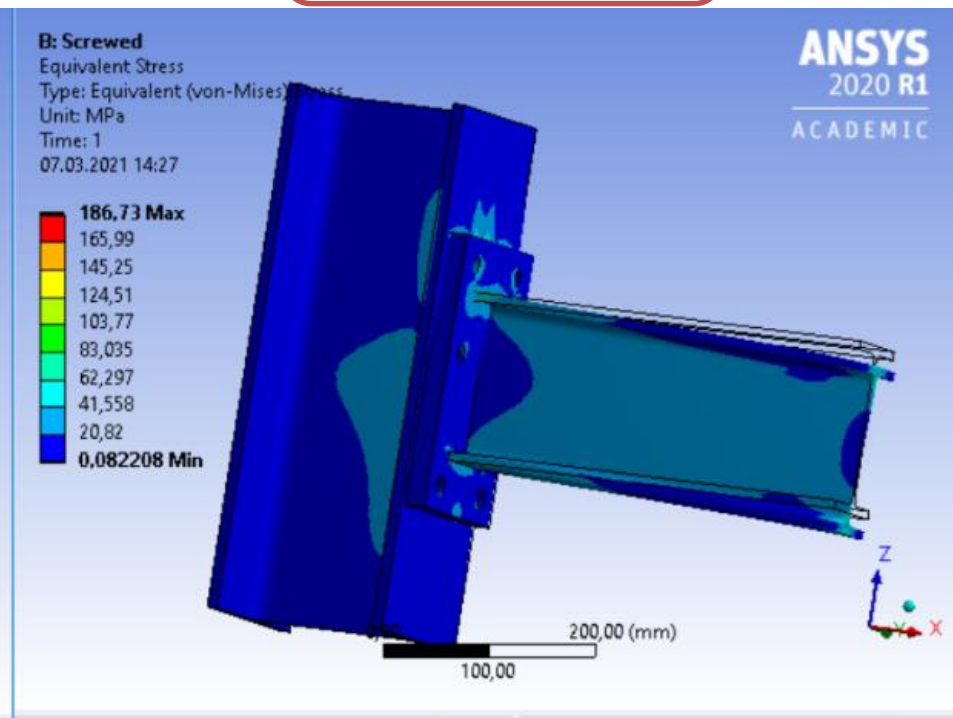 B: Screwed
Equivalent Stress
Type: Equivalent (von-Mises)
Unit: MPa
Time: 1
07.03.2021 14:27
186,73 Max
165,99
145,25
124,51
103,77
83,035
62,297
41,558
20,82
0,082208 Min
ANSYS
2020 R1
ACADEMIC
200,00 (mm)
100,00
Z
Y
X